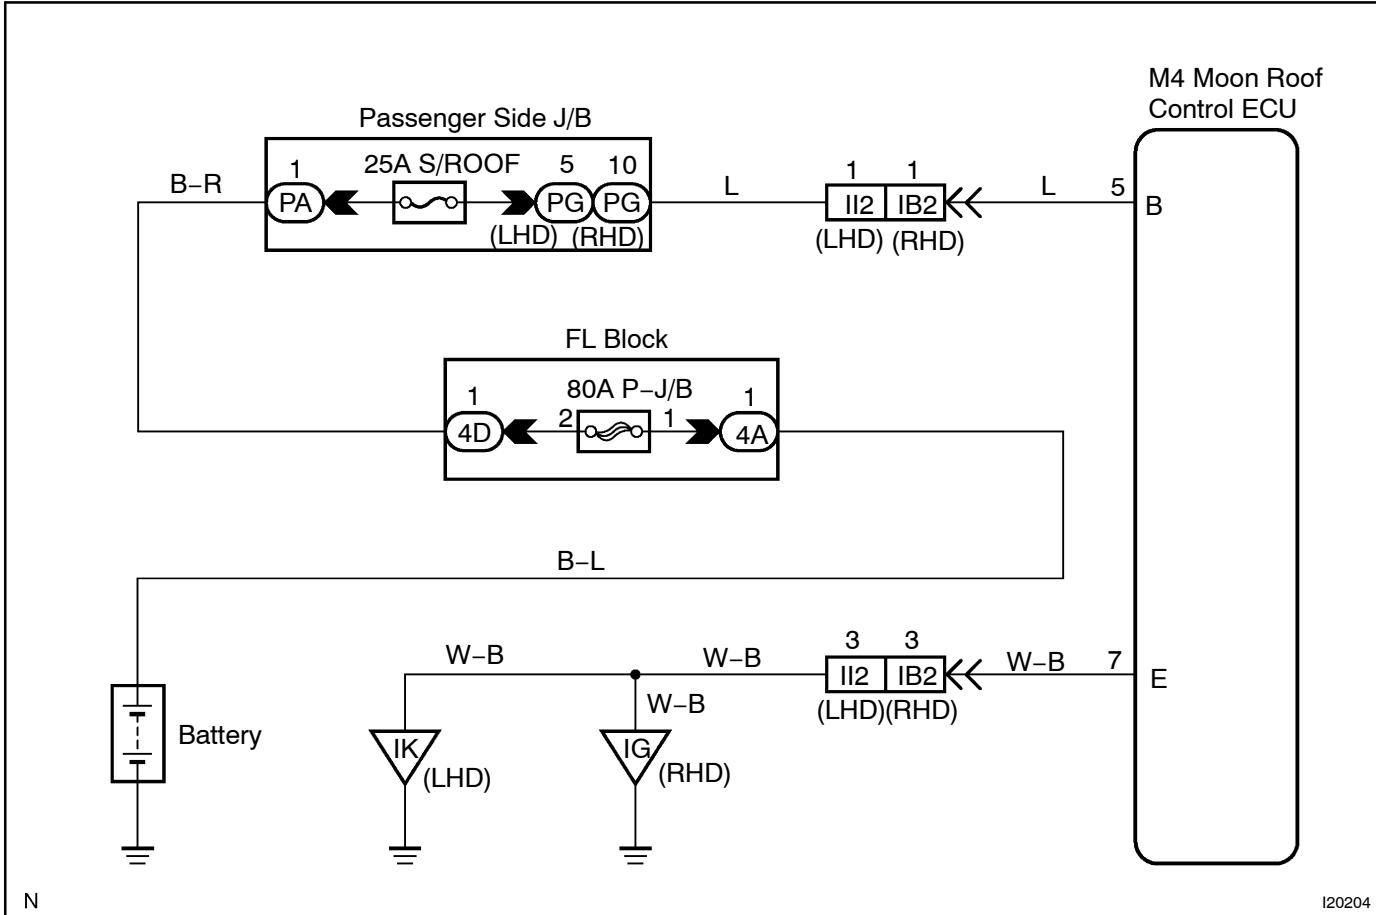 M4 Moon Roof
Control ECU
Passenger Side J/B
1 25A S/ROOF 5 10
B−R PA PG PG L
(LHD) (RHD)
1 1
II2 IB2 L 5 B
(LHD) (RHD)
FL Block
1 80A P−J/B 1
4D 2 1 4A
B−L
3 3
W−B W−B II2 IB2 W−B 7 E
(LHD)(RHD)
W−B
Battery IK IG
(LHD) (RHD)
N I20204